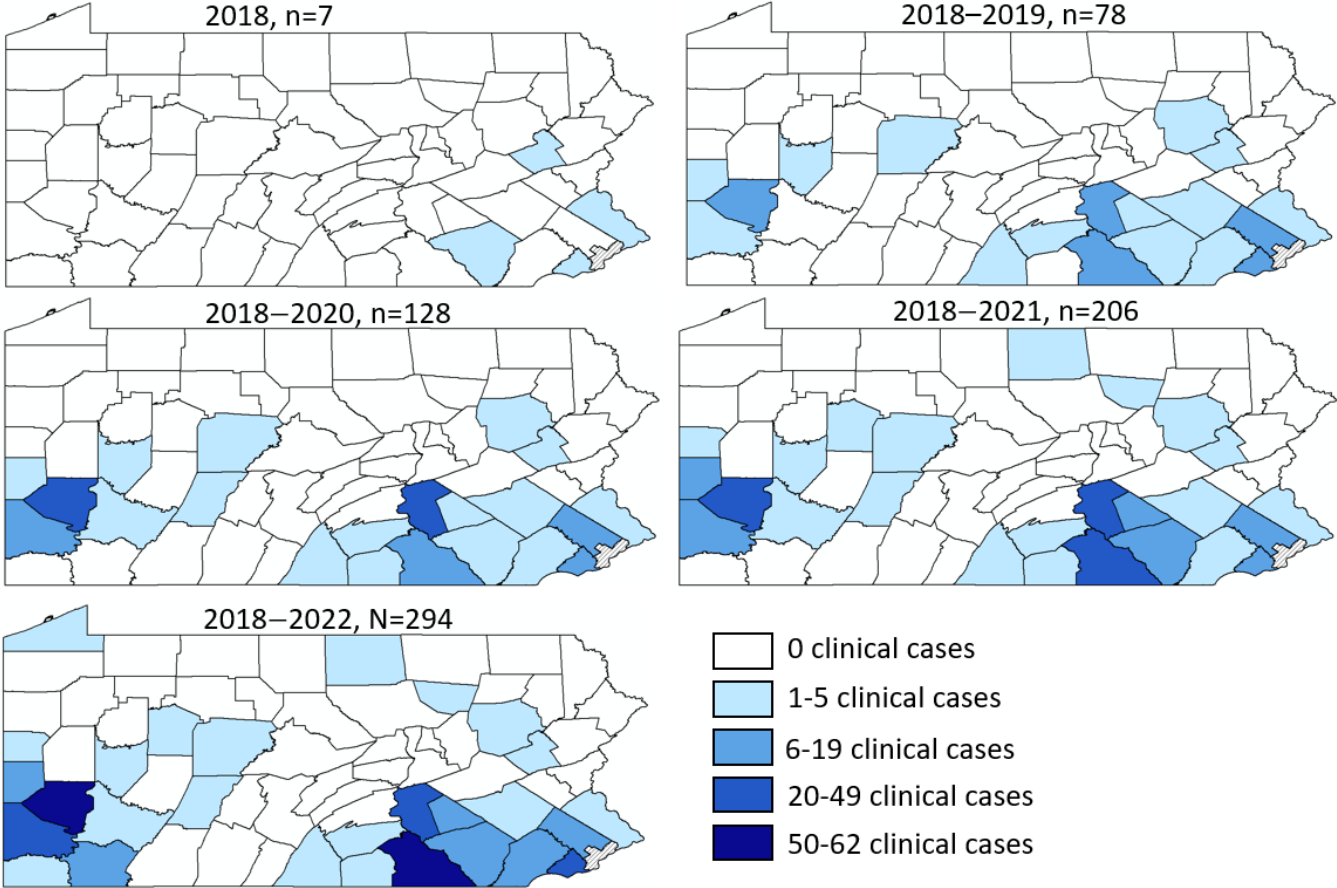 2018, n=7
2018–2019, n=78
2018–2020, n=128
2018–2021, n=206
2018–2022, N=294
0 clinical cases
1-5 clinical cases
6-19 clinical cases
20-49 clinical cases
50-62 clinical cases